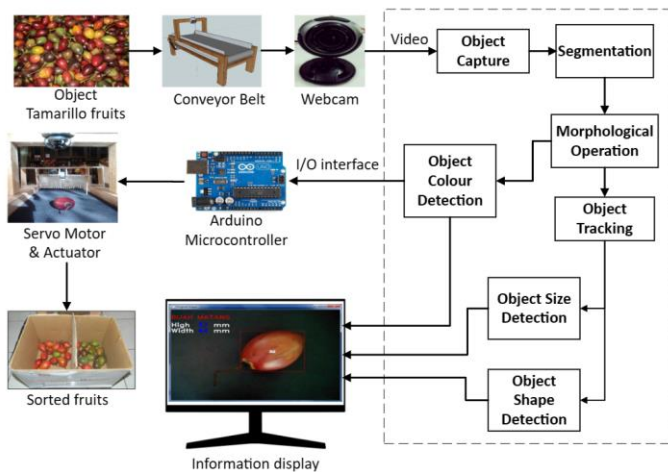 Object
Tamarillo fruits
Conveyor Belt
Webcam
Video
Object
Capture
Segmentation
Morphological
Operation
Object
Tracking
Object
Colour
Detection
I/O interface
Arduino
Microcontroller
Servo Motor
& Actuator
Sorted fruits
Object Size
Detection
Object
Shape
Detection
High mm
Width mm
Information display